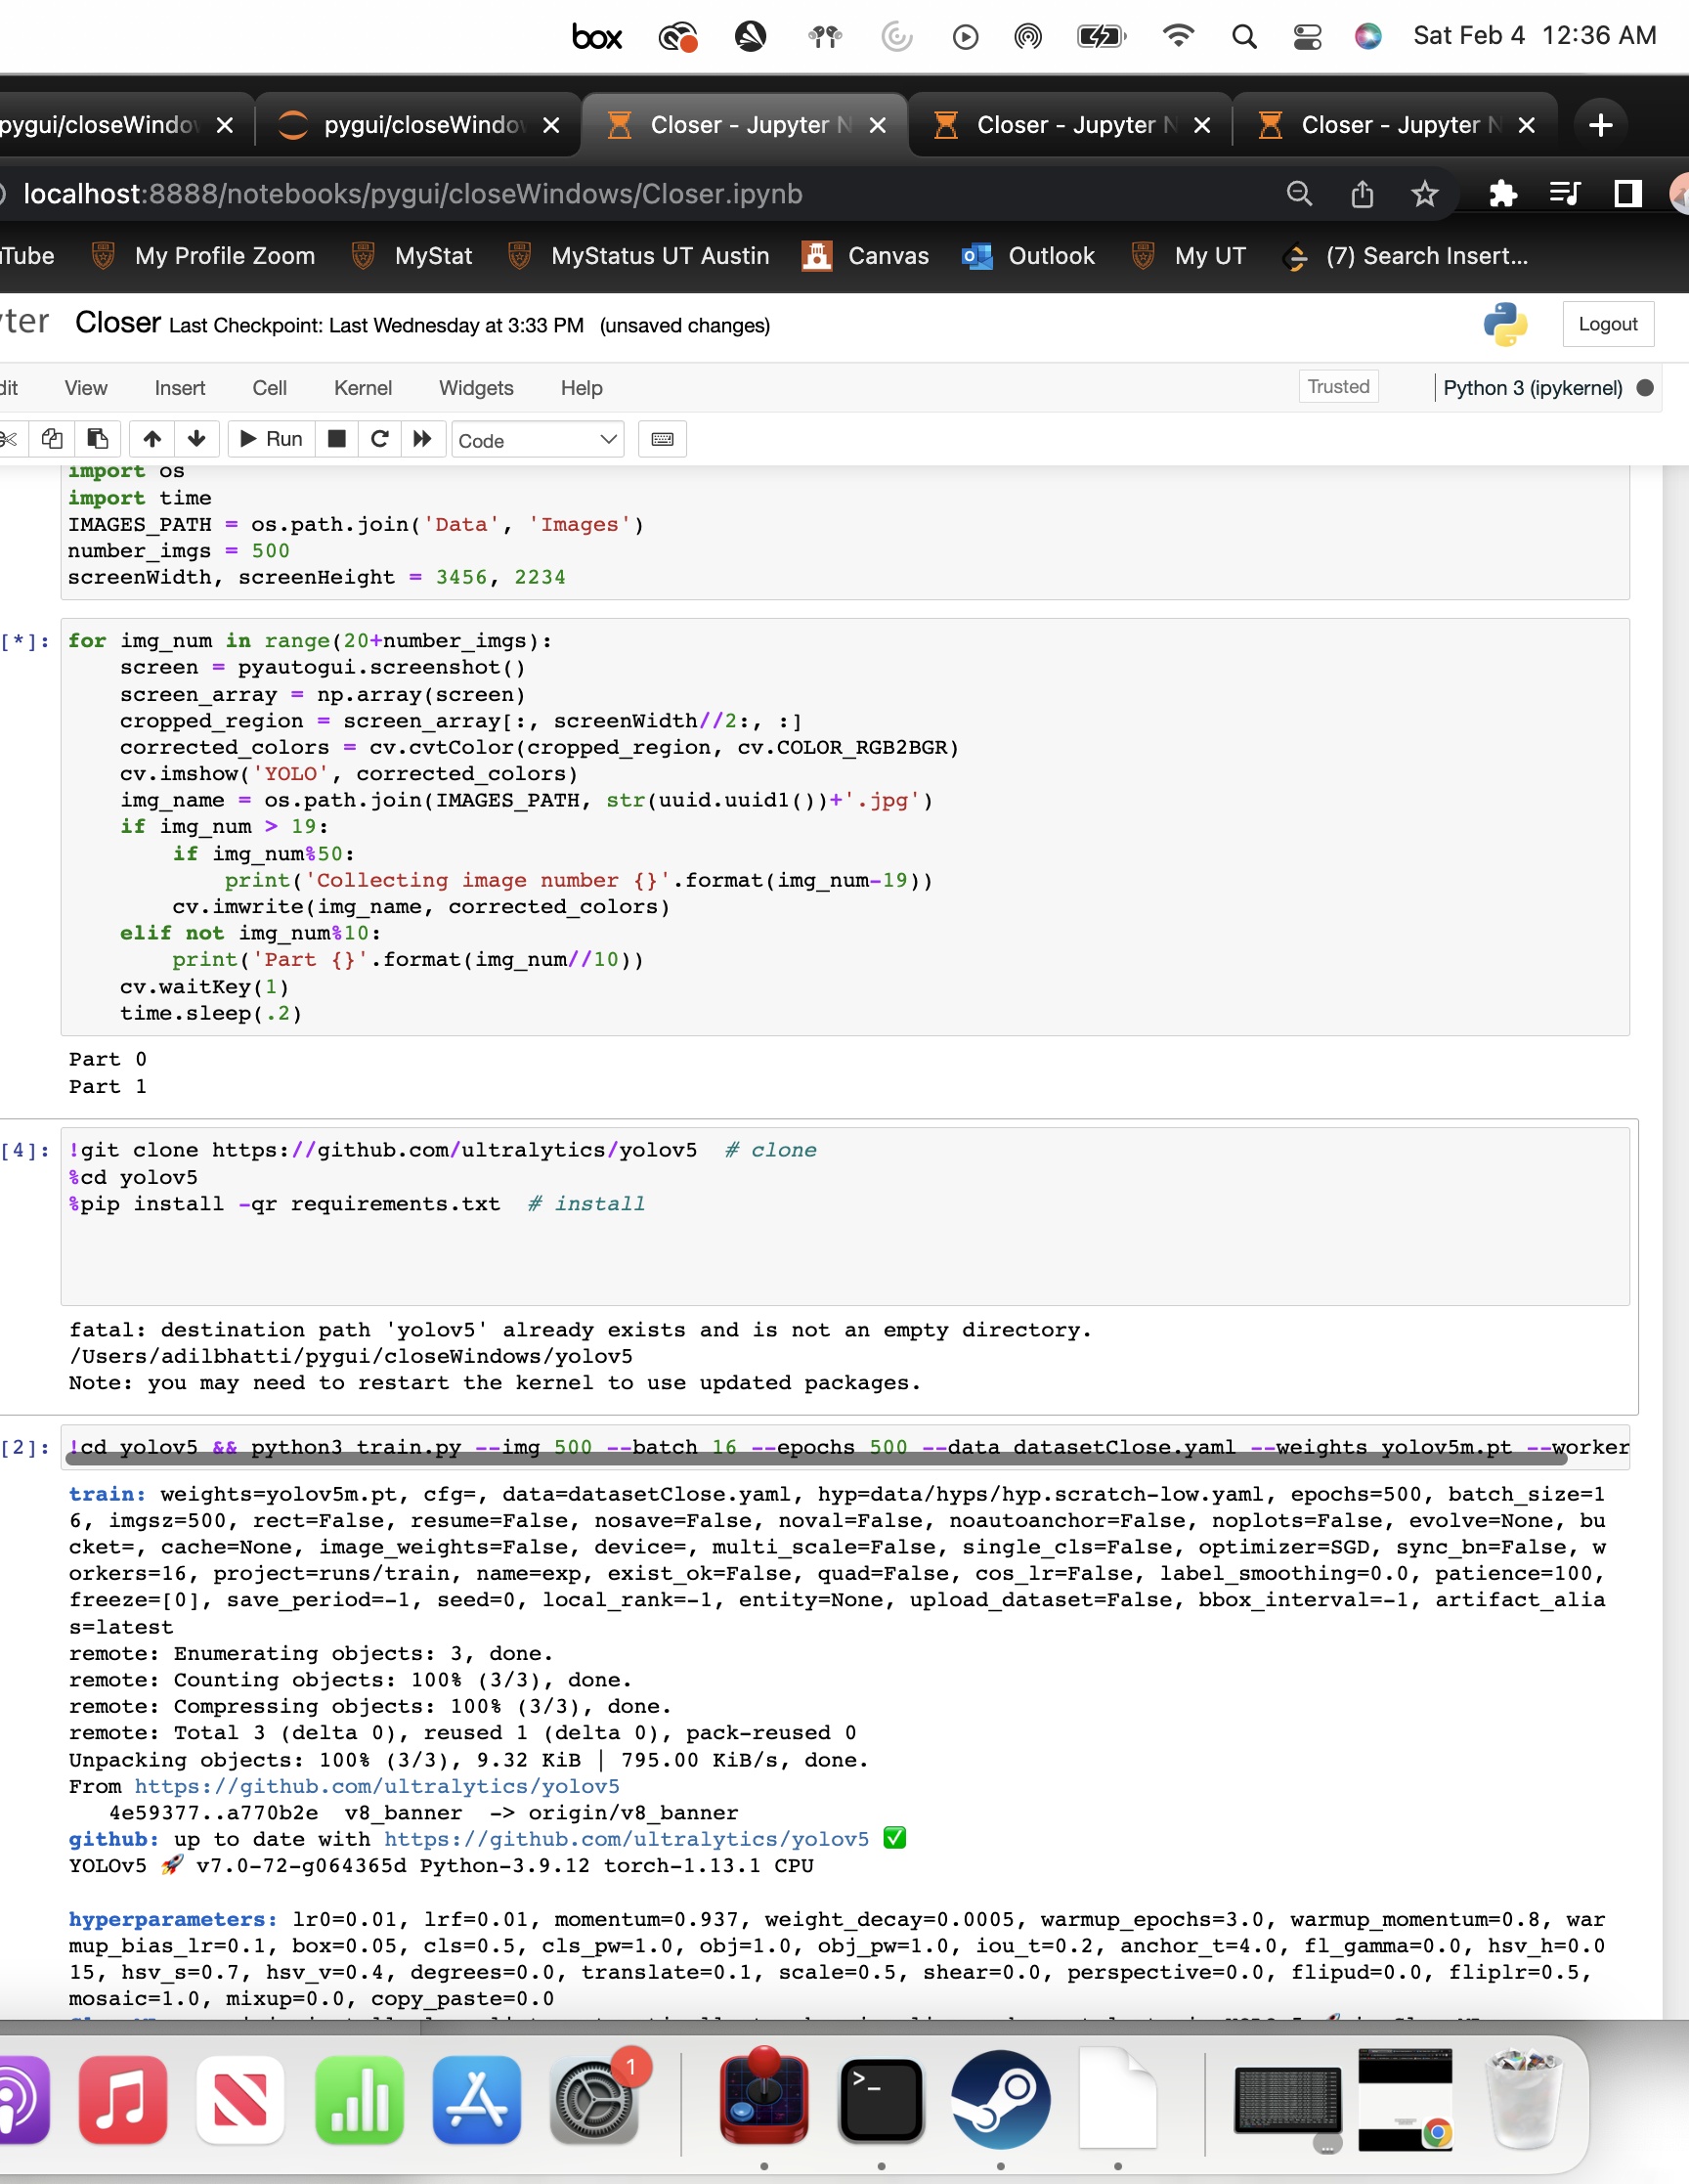 box
Sat Feb 4 12:36 AM
pygui/closeWindo
pygui/closeWindo
Closer - Jupyter N
Closer - Jupyter N
Closer - Jupyter N
localhost:8888/notebooks/pygui/closeWindows/Closer.ipynb
Tube
My Profile Zoom
MyStat
MyStatus UT Austin
Canvas
Outlook
My UT
(7) Search Insert...
yter Closer Last Checkpoint: Last Wednesday at 3:33 PM (unsaved changes)
Logout
dit View Insert Cell Kernel Widgets Help
Trusted
Python 3 (ipykernel)
Run
Code
import os
import time
IMAGES_PATH = os.path.join('Data', 'Images')
number_imgs = 500
screenWidth, screenHeight = 3456, 2234
[*]: for img_num in range(20+number_imgs):
    screen = pyautogui.screenshot()
    screen_array = np.array(screen)
    cropped_region = screen_array[:, screenWidth//2:, :]
    corrected_colors = cv.cvtColor(cropped_region, cv.COLOR_RGB2BGR)
    cv.imshow('YOLO', corrected_colors)
    img_name = os.path.join(IMAGES_PATH, str(uuid.uuid1())+'.jpg')
    if img_num > 19:
        if img_num%50:
            print('Collecting image number {}'.format(img_num-19))
        cv.imwrite(img_name, corrected_colors)
    elif not img_num%10:
        print('Part {}'.format(img_num//10))
    cv.waitKey(1)
    time.sleep(.2)
Part 0
Part 1
[4]: !git clone https://github.com/ultralytics/yolov5  # clone
%cd yolov5
%pip install -qr requirements.txt  # install
fatal: destination path 'yolov5' already exists and is not an empty directory.
/Users/adilbhatti/pygui/closeWindows/yolov5
Note: you may need to restart the kernel to use updated packages.
[2]: !cd yolov5 && python3 train.py --img 500 --batch 16 --epochs 500 --data datasetClose.yaml --weights yolov5m.pt --worker
train: weights=yolov5m.pt, cfg=, data=datasetClose.yaml, hyp=data/hyps/hyp.scratch-low.yaml, epochs=500, batch_size=1
6, imgsz=500, rect=False, resume=False, nosave=False, noval=False, noautoanchor=False, noplots=False, evolve=None, bu
cket=, cache=None, image_weights=False, device=, multi_scale=False, single_cls=False, optimizer=SGD, sync_bn=False, w
orkers=16, project=runs/train, name=exp, exist_ok=False, quad=False, cos_lr=False, label_smoothing=0.0, patience=100,
freeze=[0], save_period=-1, seed=0, local_rank=-1, entity=None, upload_dataset=False, bbox_interval=-1, artifact_alia
s=latest
remote: Enumerating objects: 3, done.
remote: Counting objects: 100% (3/3), done.
remote: Compressing objects: 100% (3/3), done.
remote: Total 3 (delta 0), reused 1 (delta 0), pack-reused 0
Unpacking objects: 100% (3/3), 9.32 KiB | 795.00 KiB/s, done.
From https://github.com/ultralytics/yolov5
   4e59377..a770b2e  v8_banner  -> origin/v8_banner
github: up to date with https://github.com/ultralytics/yolov5 ✅
YOLOv5 🚀 v7.0-72-g064365d Python-3.9.12 torch-1.13.1 CPU
hyperparameters: lr0=0.01, lrf=0.01, momentum=0.937, weight_decay=0.0005, warmup_epochs=3.0, warmup_momentum=0.8, war
mup_bias_lr=0.1, box=0.05, cls=0.5, cls_pw=1.0, obj=1.0, obj_pw=1.0, iou_t=0.2, anchor_t=4.0, fl_gamma=0.0, hsv_h=0.0
15, hsv_s=0.7, hsv_v=0.4, degrees=0.0, translate=0.1, scale=0.5, shear=0.0, perspective=0.0, flipud=0.0, fliplr=0.5,
mosaic=1.0, mixup=0.0, copy_paste=0.0
1